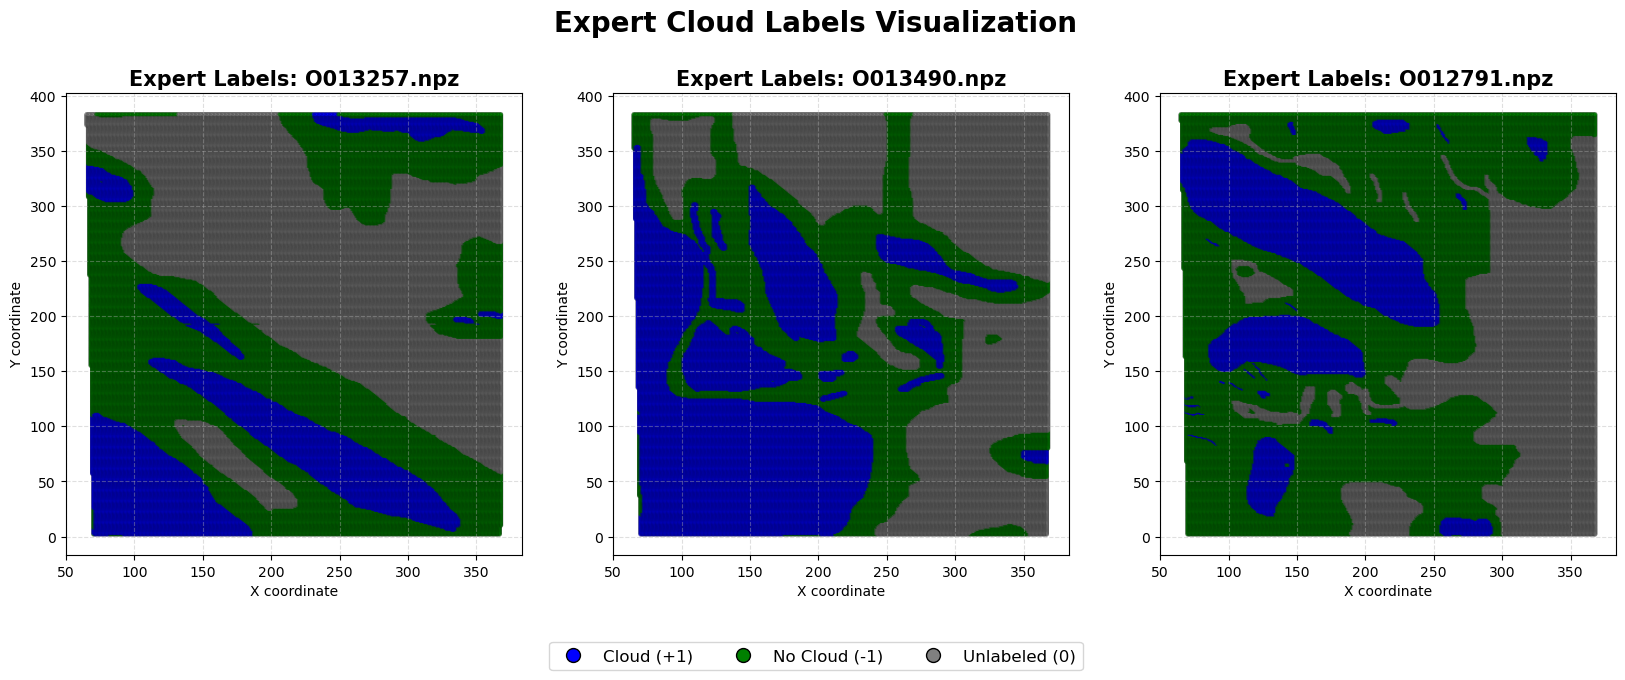 Expert Cloud Labels Visualization
Expert Labels: O013257.npz
Expert Labels: O013490.npz
Expert Labels: O012791.npz
400
350
300
250
200
150
100
50
0
Y coordinate
50 100 150 200 250 300 350
X coordinate
400
350
300
250
200
150
100
50
0
Y coordinate
50 100 150 200 250 300 350
X coordinate
400
350
300
250
200
150
100
50
0
Y coordinate
50 100 150 200 250 300 350
X coordinate
Cloud (+1) No Cloud (-1) Unlabeled (0)